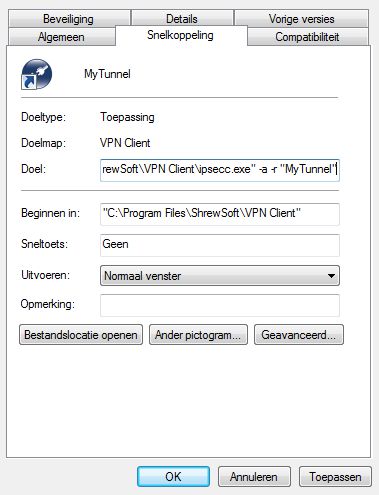 Beveiliging Details Vorige versies
Algemeen Snelkoppeling Compatibiliteit
MyTunnel
Doeltype: Toepassing
Doelmap: VPN Client
Doel: rewSoft\VPN Client\ipsecc.exe" -a -r "MyTunnel"
Beginnen in: "C:\Program Files\ShrewSoft\VPN Client"
Sneltoets: Geen
Uitvoeren: Normaal venster
Opmerking:
Bestandslocatie openen Ander pictogram... Geavanceerd...
OK Annuleren Toepassen